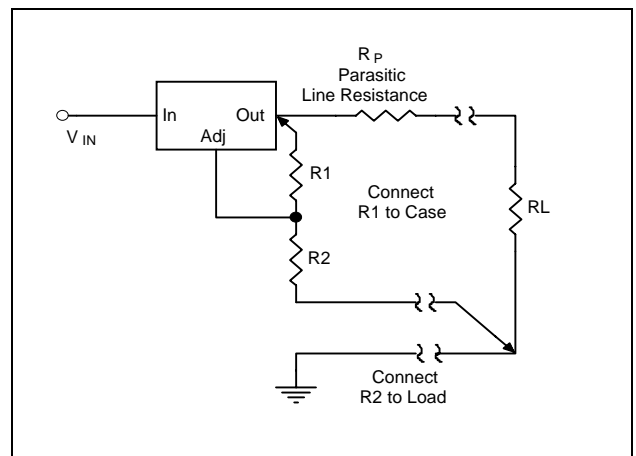 R P
Parasitic
Line Resistance
In
Out
V IN
Adj
R1
Connect
R1 to Case
RL
R2
Connect
R2 to Load